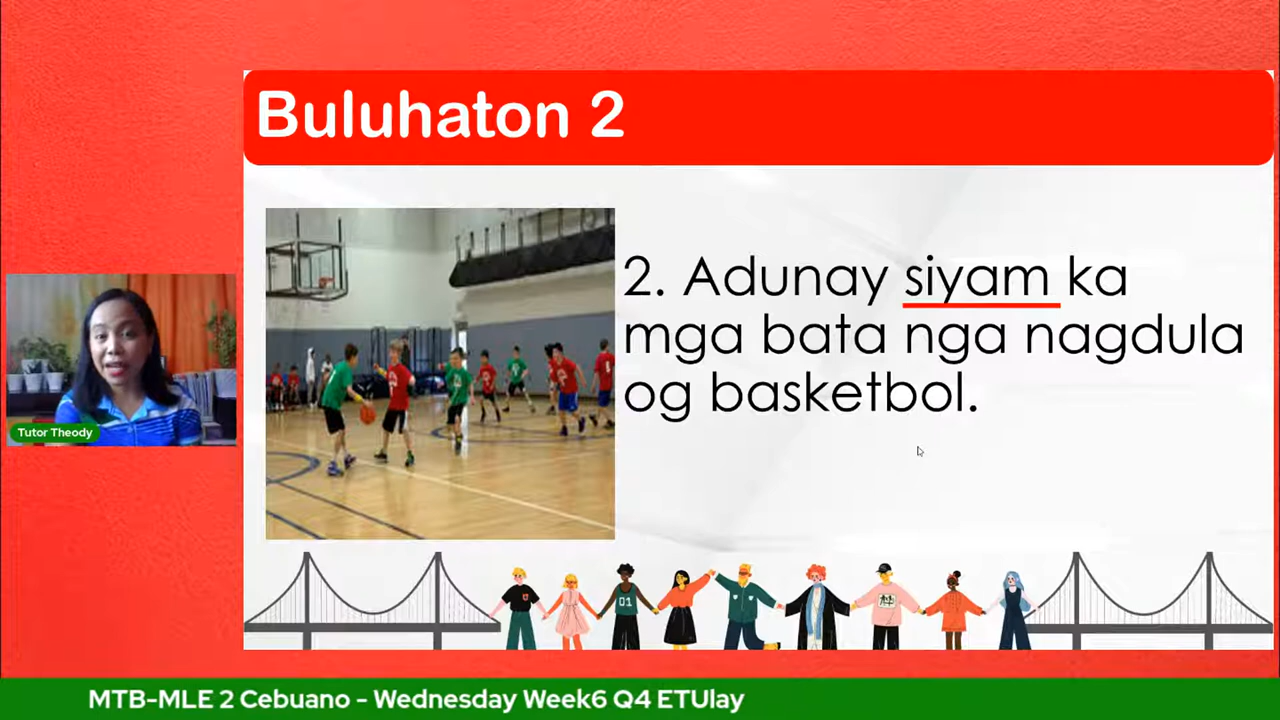 Buluhaton 2
2. Adunay siyam ka
mga bata nga nagdula
og basketbol.
Tutor Theody
01
MTB-MLE 2 Cebuano - Wednesday Week6 Q4 ETUlay